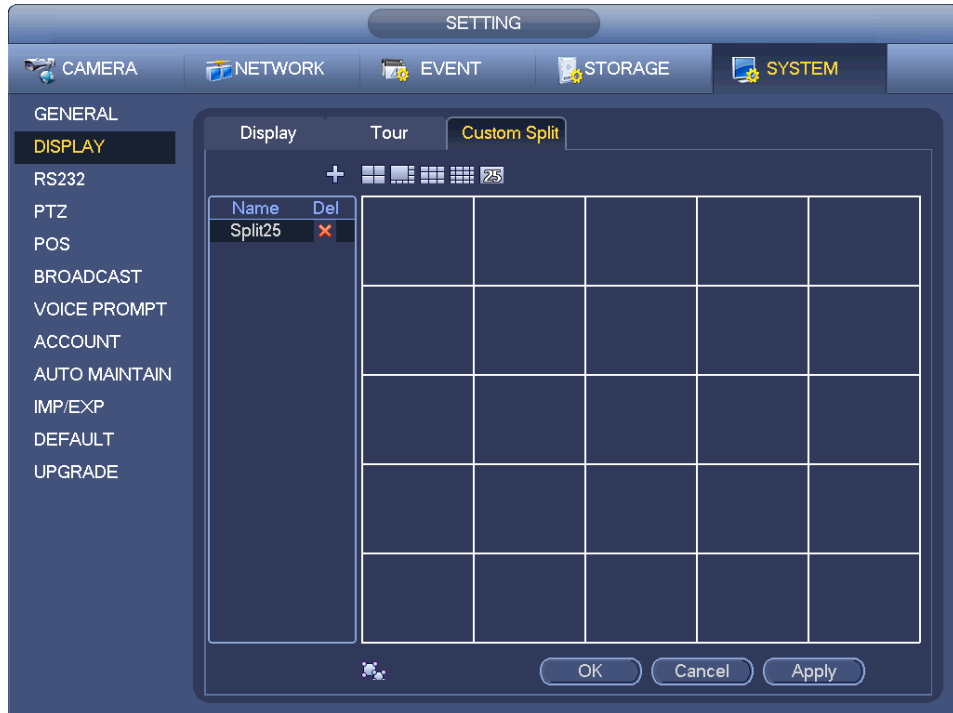 SETTING
CAMERA NETWORK EVENT STORAGE SYSTEM
GENERAL
DISPLAY
RS232
PTZ
POS
BROADCAST
VOICE PROMPT
ACCOUNT
AUTO MAINTAIN
IMP/EXP
DEFAULT
UPGRADE
Display Tour Custom Split
25
Name Del
Split25
OK Cancel Apply